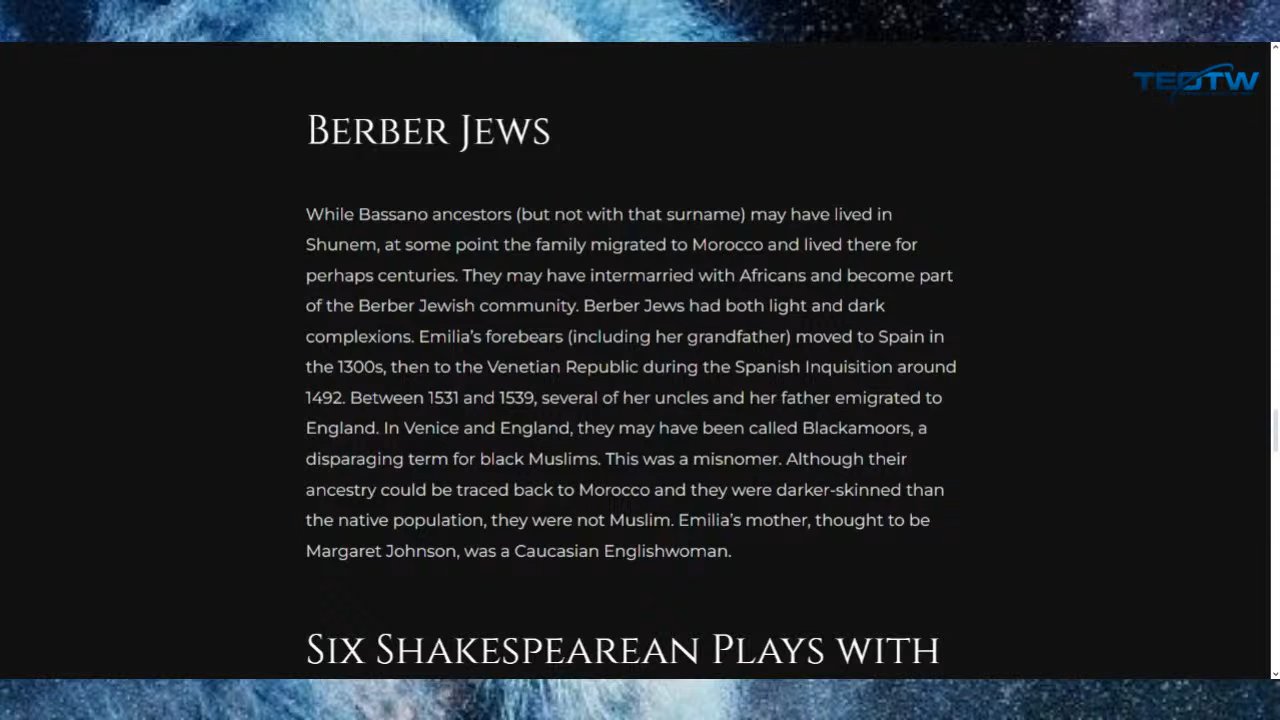 TEOTW
BERBER JEWS
While Bassano ancestors (but not with that surname) may have lived in
Shunem, at some point the family migrated to Morocco and lived there for
perhaps centuries. They may have intermarried with Africans and become part
of the Berber Jewish community. Berber Jews had both light and dark
complexions. Emilia’s forebears (including her grandfather) moved to Spain in
the 1300s, then to the Venetian Republic during the Spanish Inquisition around
1492. Between 1531 and 1539, several of her uncles and her father emigrated to
England. In Venice and England, they may have been called Blackamoors, a
disparaging term for black Muslims. This was a misnomer. Although their
ancestry could be traced back to Morocco and they were darker-skinned than
the native population, they were not Muslim. Emilia’s mother, thought to be
Margaret Johnson, was a Caucasian Englishwoman.
SIX SHAKESPEAREAN PLAYS WITH